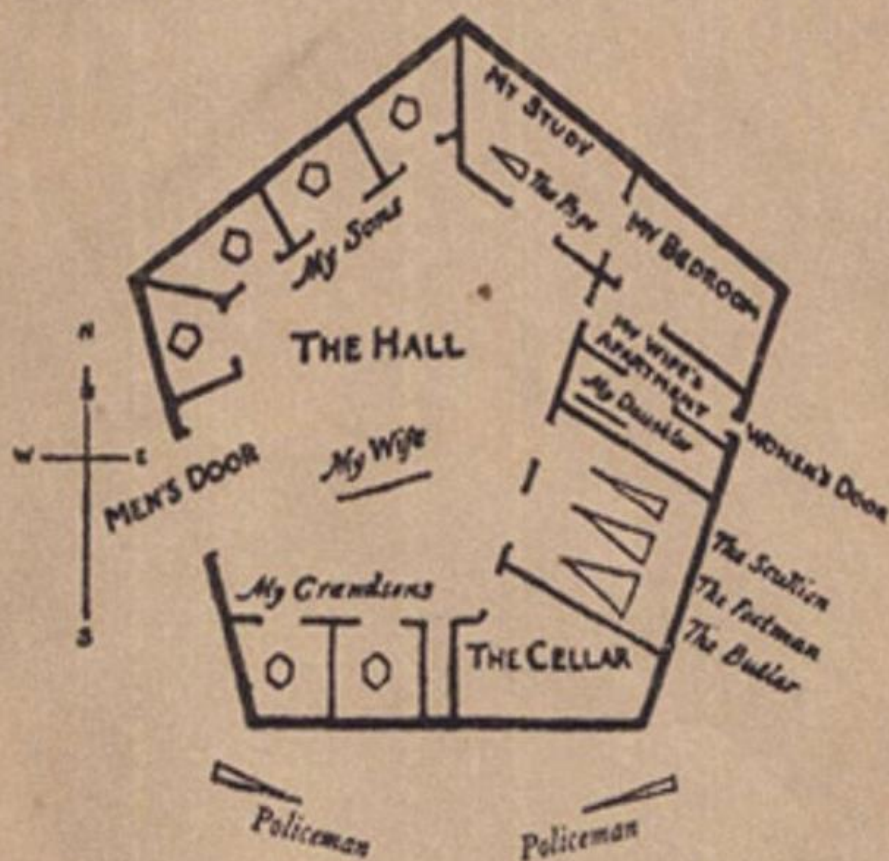 MY STUDY
The Page
MY BEDROOM
My Sons
THE HALL
N
W
E
S
MY WIFE'S
APARTMENT
My Daughter
WOMEN'S DOOR
MEN'S DOOR
My Wife
The Scullion
The Footman
The Butler
My Grandsons
THE CELLAR
Policeman
Policeman